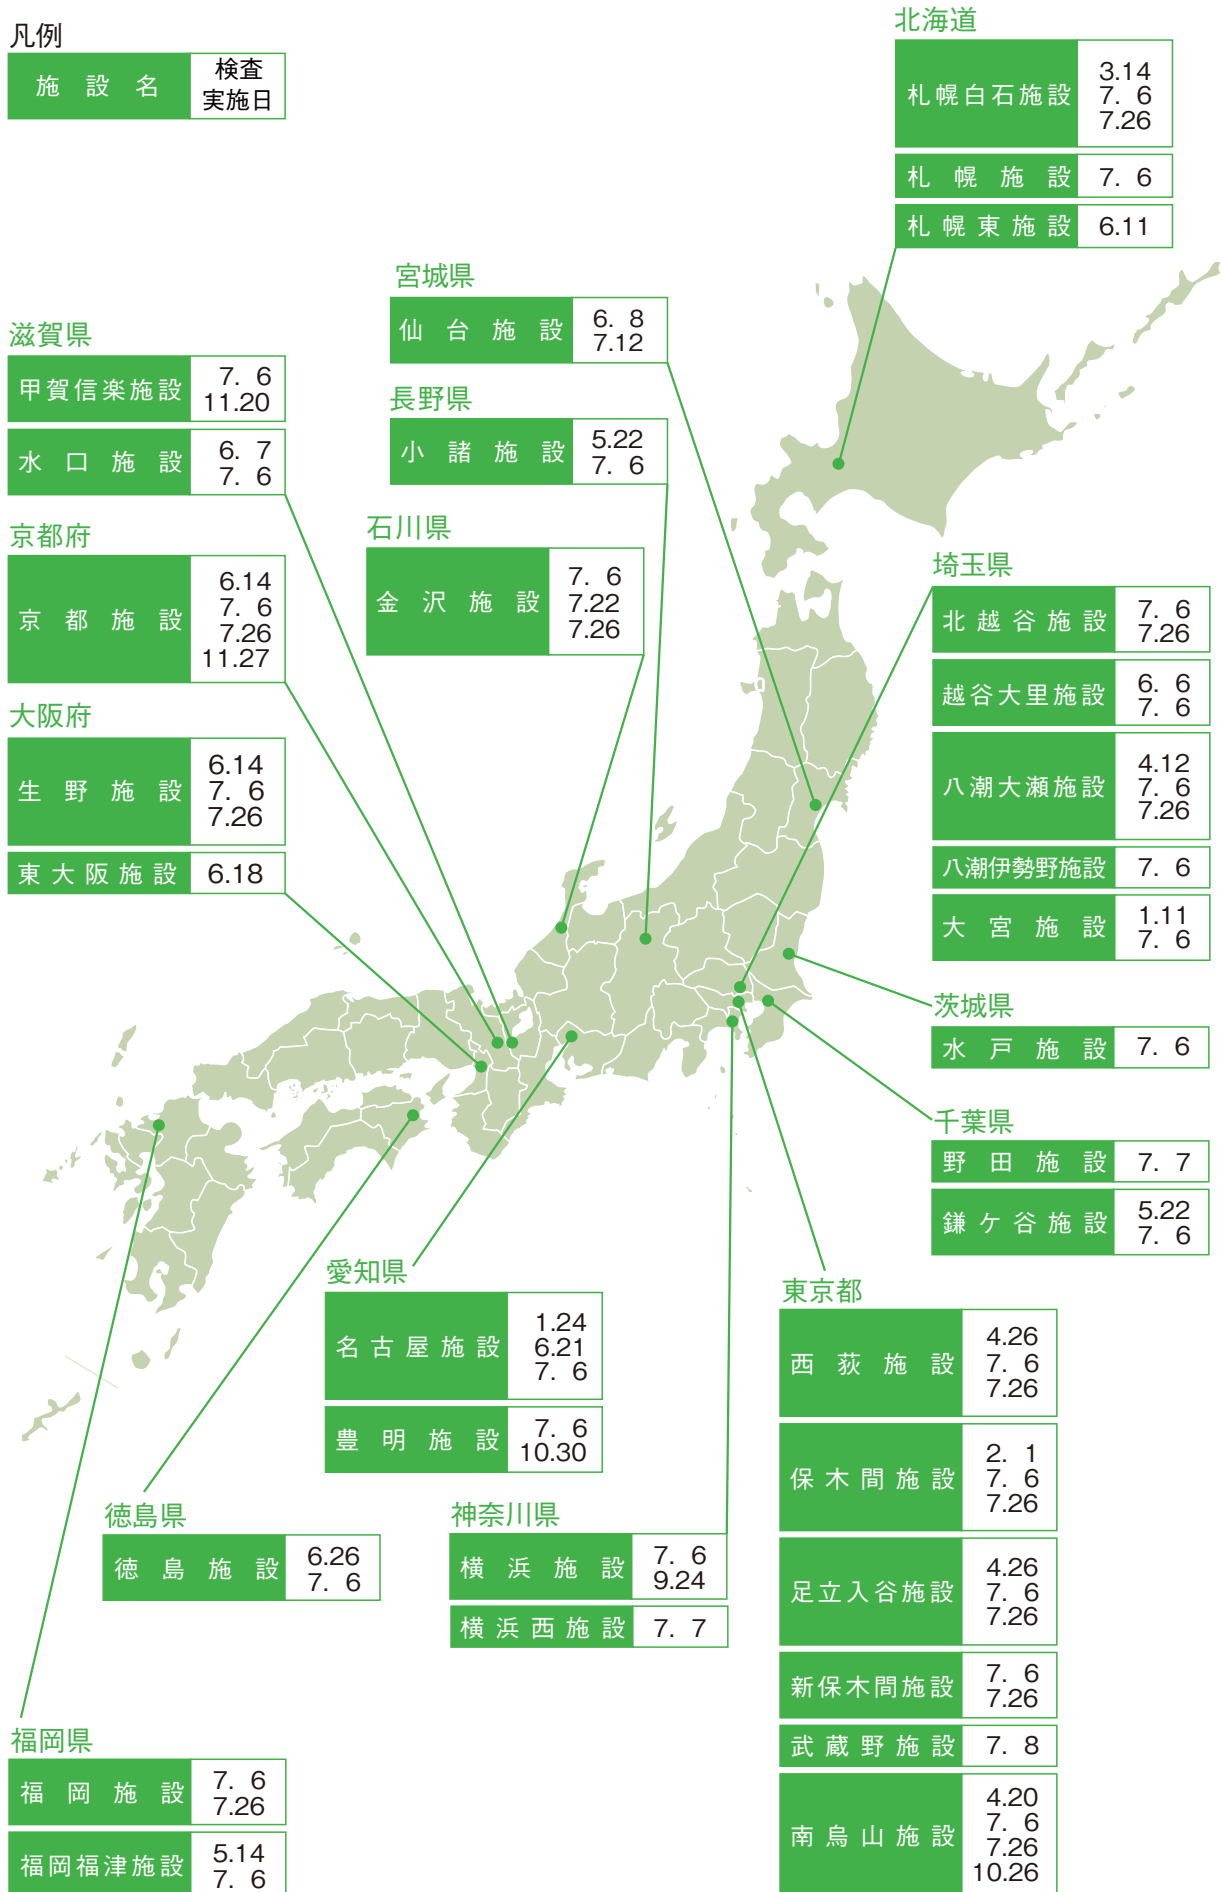 凡例
施設名
検査
実施日
北海道
札幌白石施設
3.14
7. 6
7.26
札幌施設
7. 6
札幌東施設
6.11
宮城県
仙台施設
6. 8
7.12
長野県
小諸施設
5.22
7. 6
石川県
金沢施設
7. 6
7.22
7.26
滋賀県
甲賀信楽施設
7. 6
11.20
水口施設
6. 7
7. 6
京都府
京都施設
6.14
7. 6
7.26
11.27
大阪府
生野施設
6.14
7. 6
7.26
東大阪施設
6.18
埼玉県
北越谷施設
7. 6
7.26
越谷大里施設
6. 6
7. 6
八潮大瀬施設
4.12
7. 6
7.26
八潮伊勢野施設
7. 6
大宮施設
1.11
7. 6
茨城県
水戸施設
7. 6
千葉県
野田施設
7. 7
鎌ケ谷施設
5.22
7. 6
東京都
西荻施設
4.26
7. 6
7.26
保木間施設
2. 1
7. 6
7.26
足立入谷施設
4.26
7. 6
7.26
新保木間施設
7. 6
7.26
武蔵野施設
7. 8
南烏山施設
4.20
7. 6
7.26
10.26
愛知県
名古屋施設
1.24
6.21
7. 6
豊明施設
7. 6
10.30
徳島県
徳島施設
6.26
7. 6
神奈川県
横浜施設
7. 6
9.24
横浜西施設
7. 7
福岡県
福岡施設
7. 6
7.26
福岡福津施設
5.14
7. 6